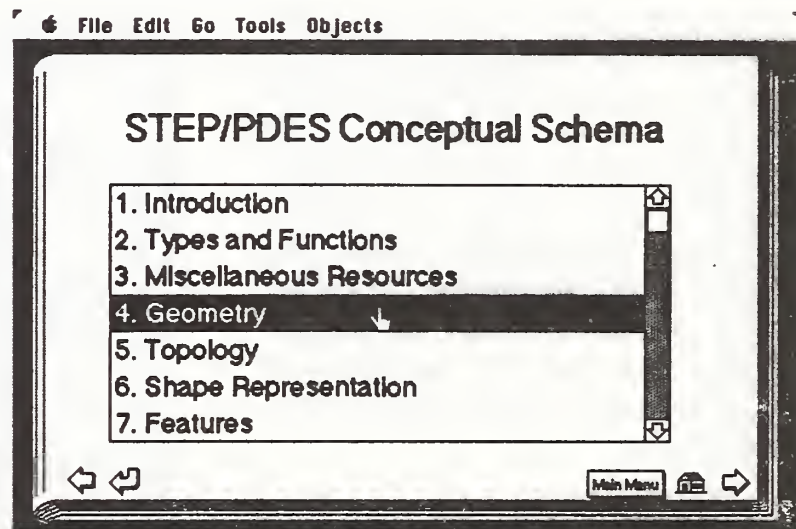 File Edit Go Tools Objects
STEP/PDES Conceptual Schema
1. Introduction
2. Types and Functions
3. Miscellaneous Resources
4. Geometry
5. Topology
6. Shape Representation
7. Features
Main Menu